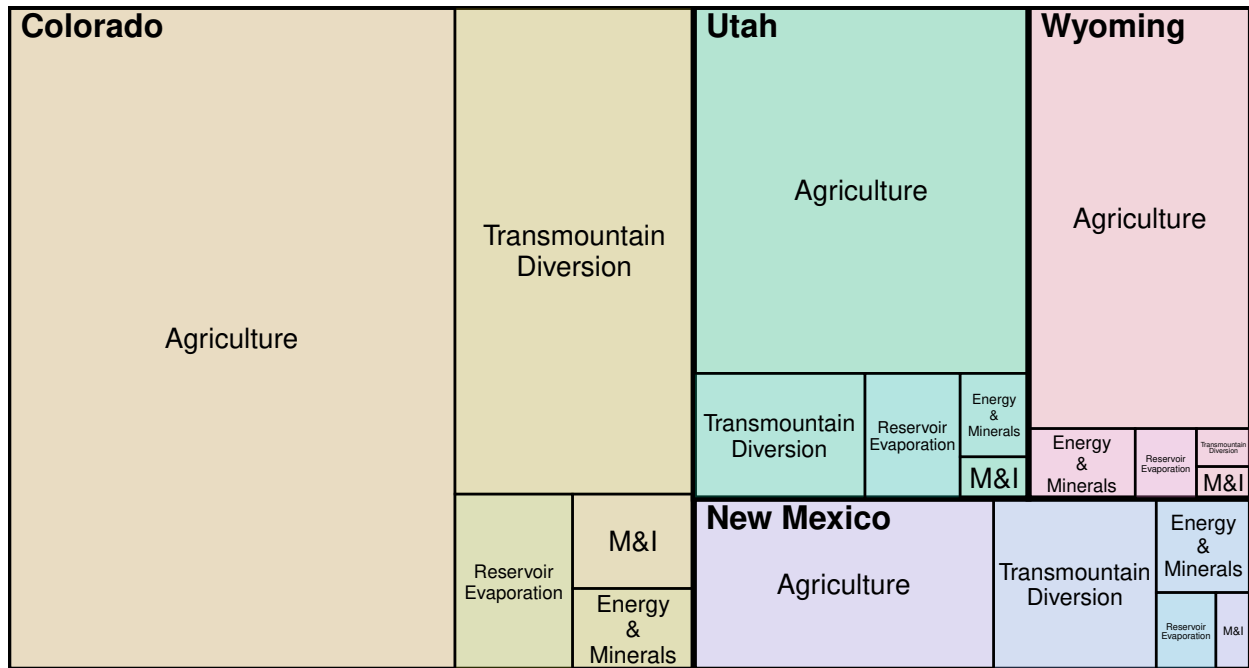 Colorado
Agriculture
Transmountain
Diversion
Reservoir
Evaporation
M&I
Energy
&
Minerals
Utah
Agriculture
Transmountain
Diversion
Reservoir
Evaporation
Energy
&
Minerals
M&I
Wyoming
Agriculture
Energy
&
Minerals
Reservoir
Evaporation
Transmountain
Diversion
M&I
New Mexico
Agriculture
Transmountain
Diversion
Energy
&
Minerals
Reservoir
Evaporation
M&I